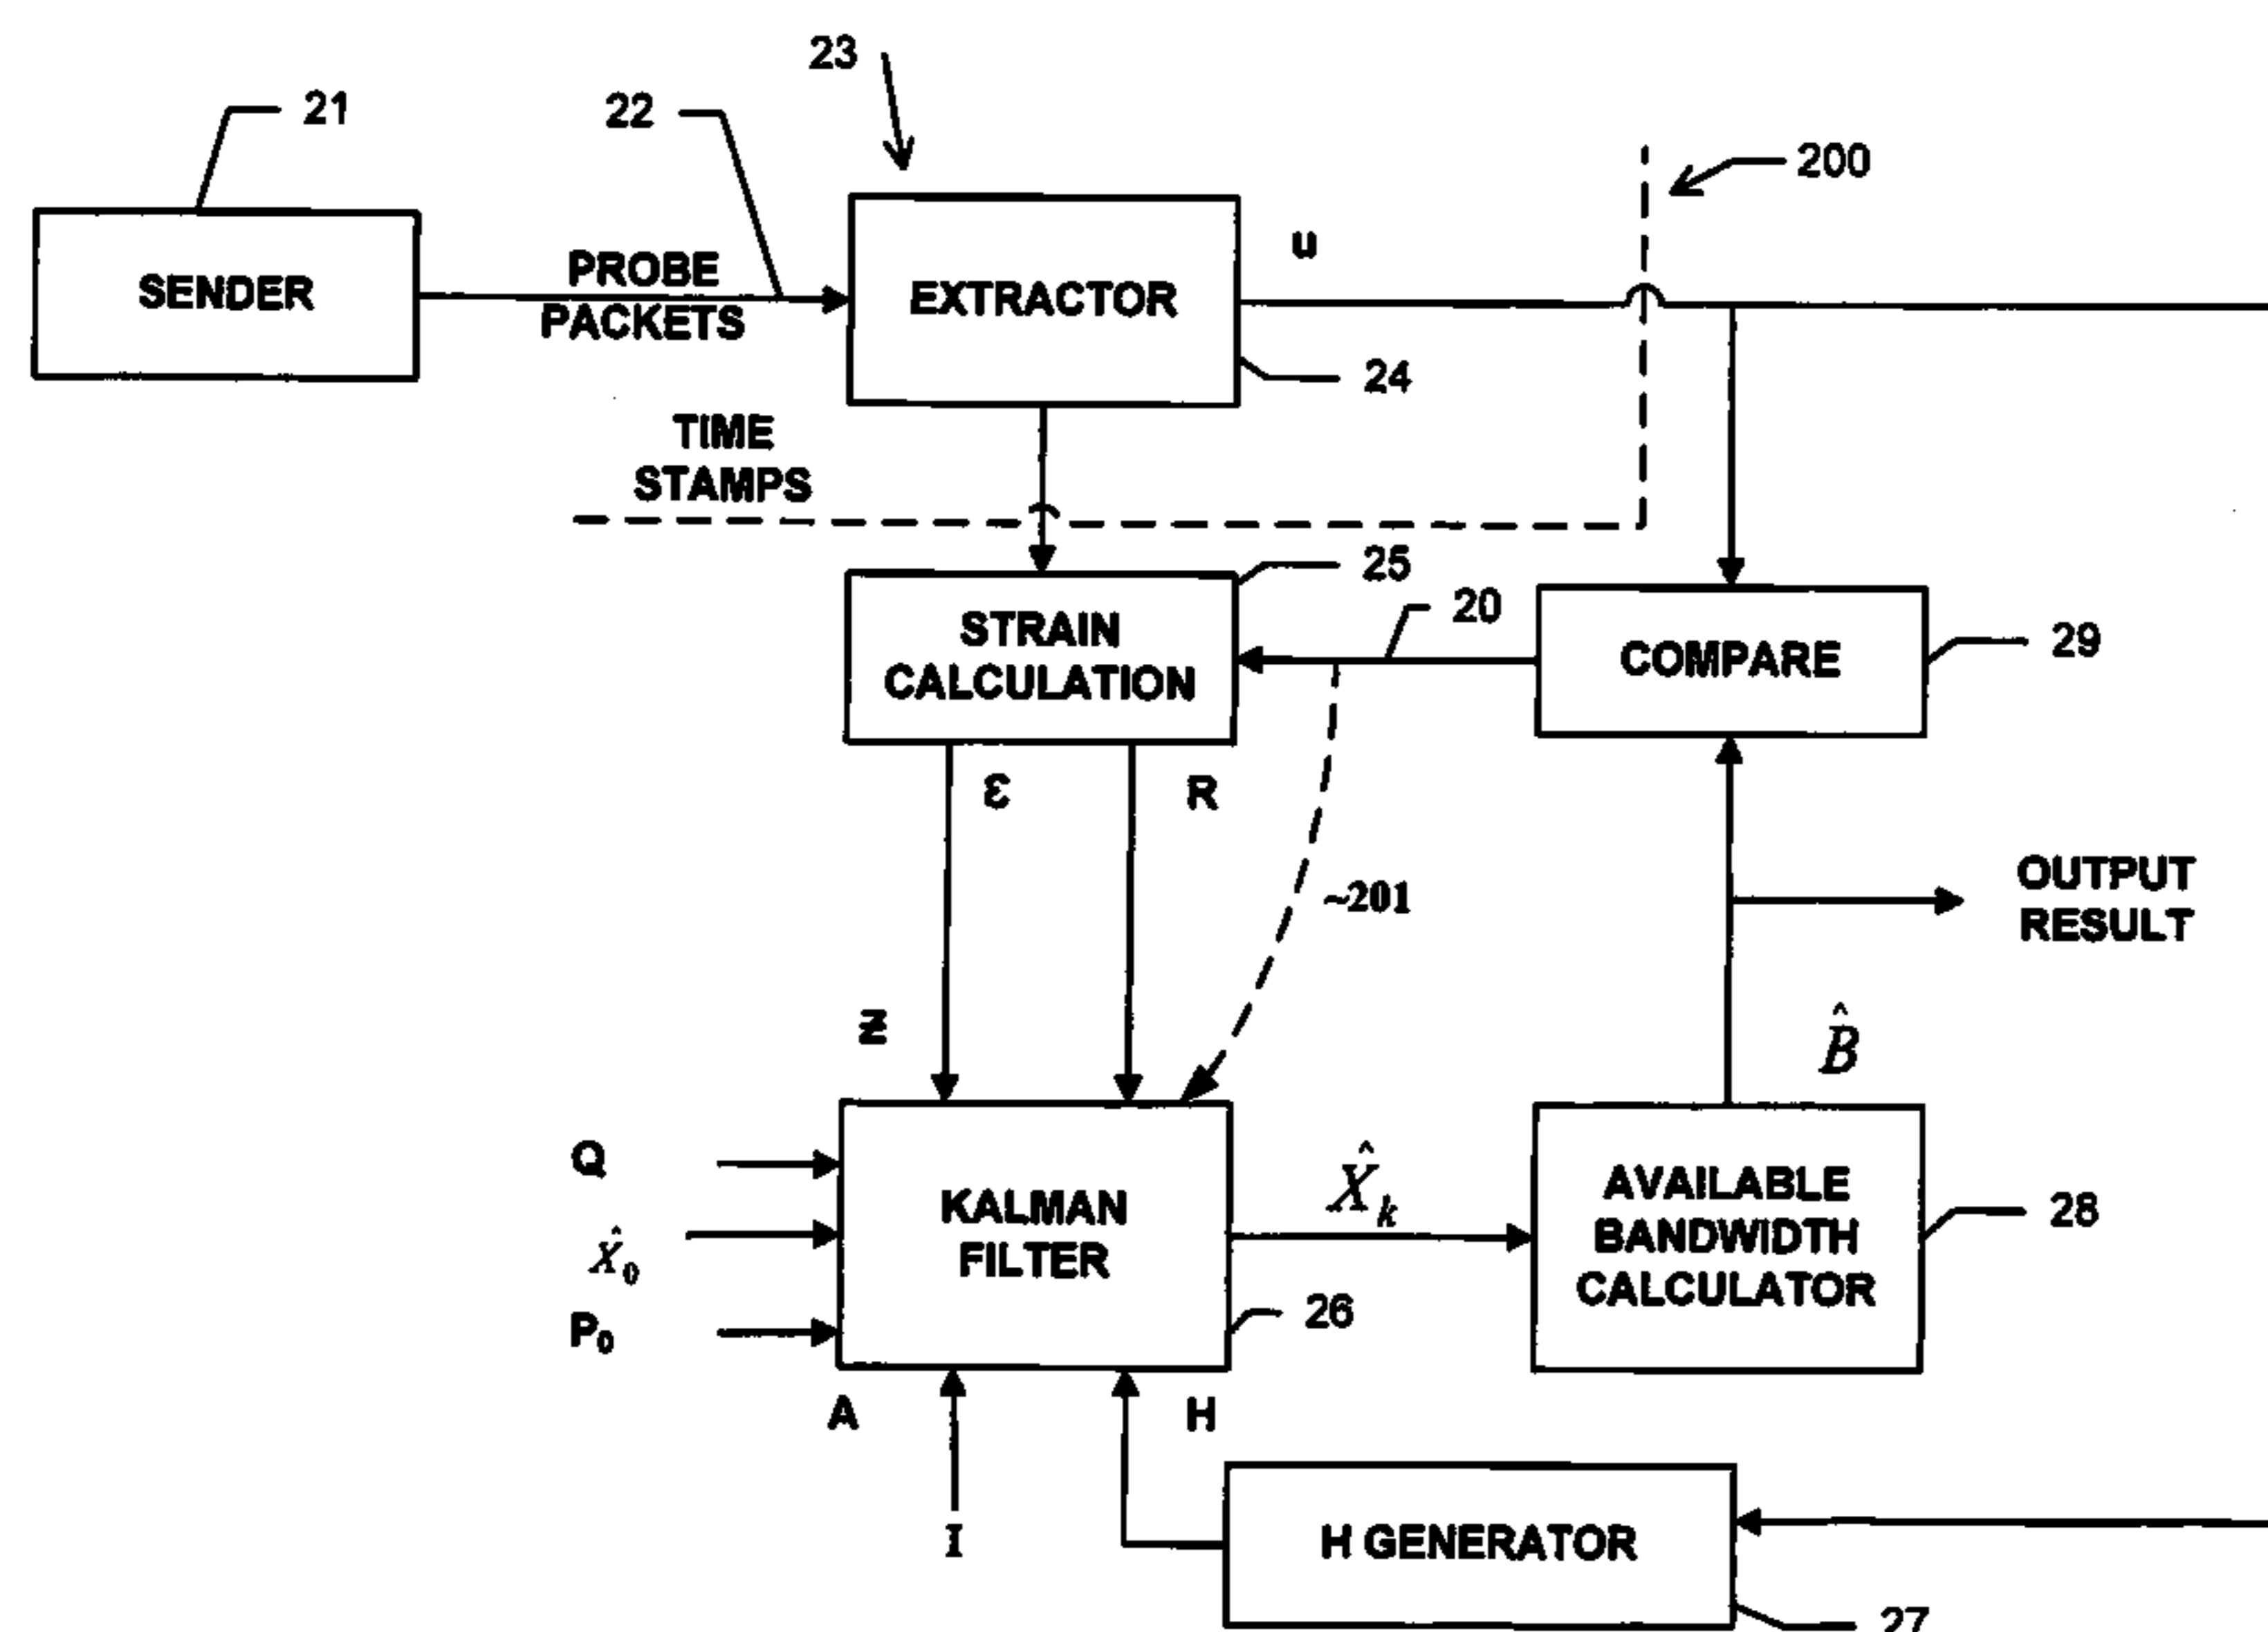 23
21
22
200
SENDER
PROBE
PACKETS
EXTRACTOR
u
24
TIME
STAMPS
25
20
STRAIN
CALCULATION
COMPARE
29
ε
R
~201
OUTPUT
RESULT
Z
B̂
Q
X̂₀
P₀
KALMAN
FILTER
X̂ₖ
AVAILABLE
BANDWIDTH
CALCULATOR
28
26
A
H
I
H GENERATOR
27